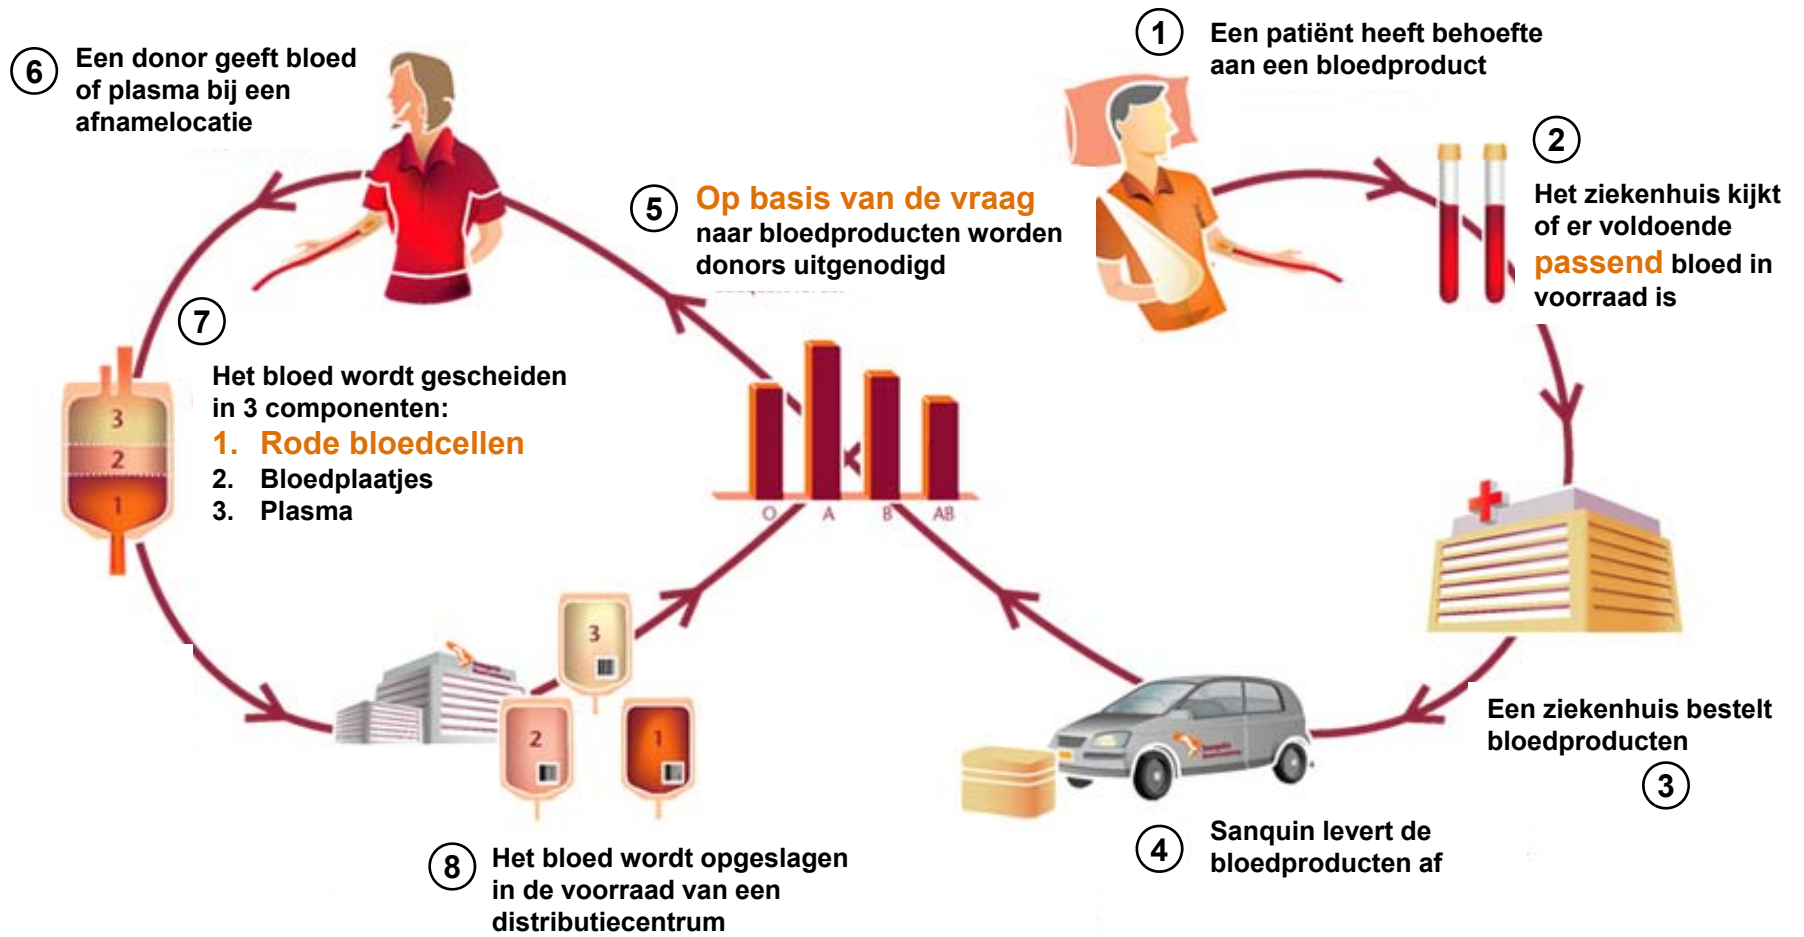 1
Een patiënt heeft behoefte
aan een bloedproduct
2
Het ziekenhuis kijkt
of er voldoende
passend bloed in
voorraad is
Een ziekenhuis bestelt
bloedproducten
3
4
Sanquin levert de
bloedproducten af
5
Op basis van de vraag
naar bloedproducten worden
donors uitgenodigd
O A B AB
6
Een donor geeft bloed
of plasma bij een
afnamelocatie
7
Het bloed wordt gescheiden
in 3 componenten:
1. Rode bloedcellen
2. Bloedplaatjes
3. Plasma
3
2
1
3
2
1
8
Het bloed wordt opgeslagen
in de voorraad van een
distributiecentrum